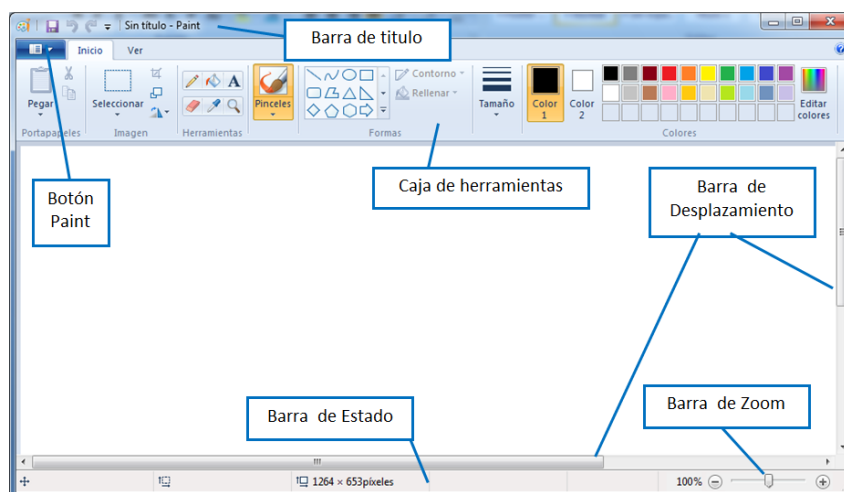 Sin título - Paint
Barra de titulo
Inicio Ver
Contorno
Rellenar
Pegar
Seleccionar
Pinceles
Tamaño
Color 1
Color 2
Editar colores
Portapapeles Imagen Herramientas Formas Colores
Botón
Paint
Caja de herramientas
Barra de
Desplazamiento
Barra de Estado
Barra de Zoom
1264 × 653píxeles
100%